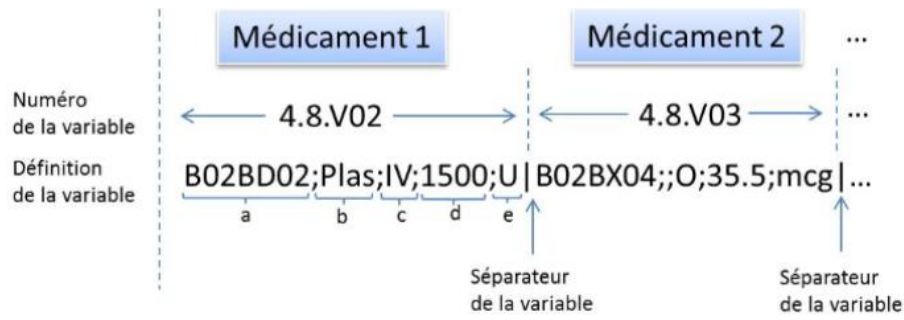 Médicament 1 Médicament 2 ...
Numéro
de la variable
4.8.V02 4.8.V03 ...
Définition
de la variable
B02BD02;Plas;IV;1500;U|B02BX04;;O;35.5;mcg|...
a b c d e
Séparateur
de la variable
Séparateur
de la variable